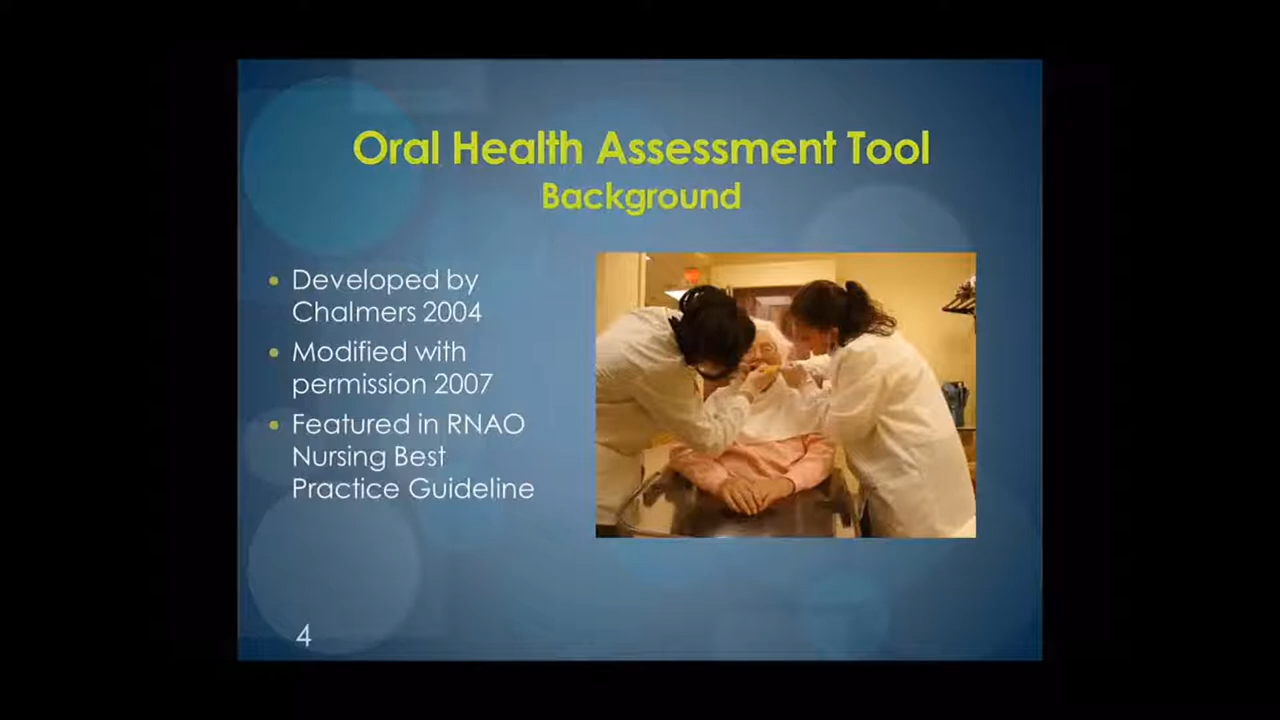 Oral Health Assessment Tool
Background
• Developed by
Chalmers 2004
• Modified with
permission 2007
• Featured in RNAO
Nursing Best
Practice Guideline
4